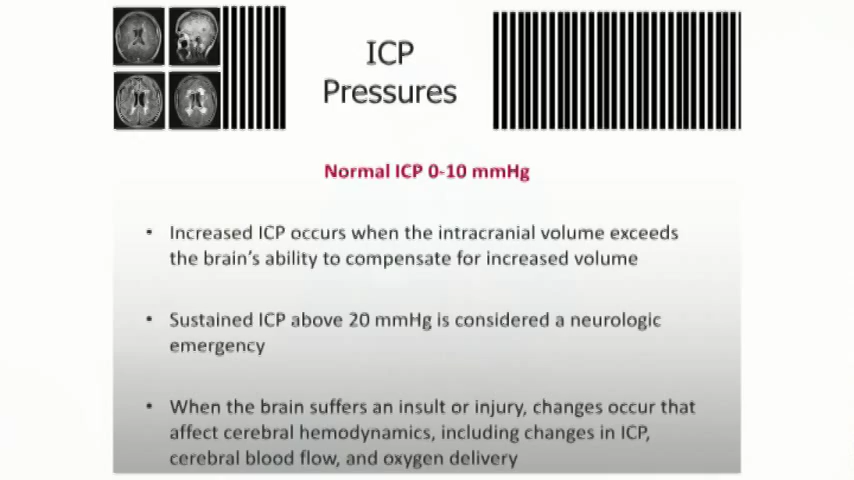 ICP
Pressures
Normal ICP 0-10 mmHg
• Increased ICP occurs when the intracranial volume exceeds
the brain's ability to compensate for increased volume
• Sustained ICP above 20 mmHg is considered a neurologic
emergency
• When the brain suffers an insult or injury, changes occur that
affect cerebral hemodynamics, including changes in ICP,
cerebral blood flow, and oxygen delivery